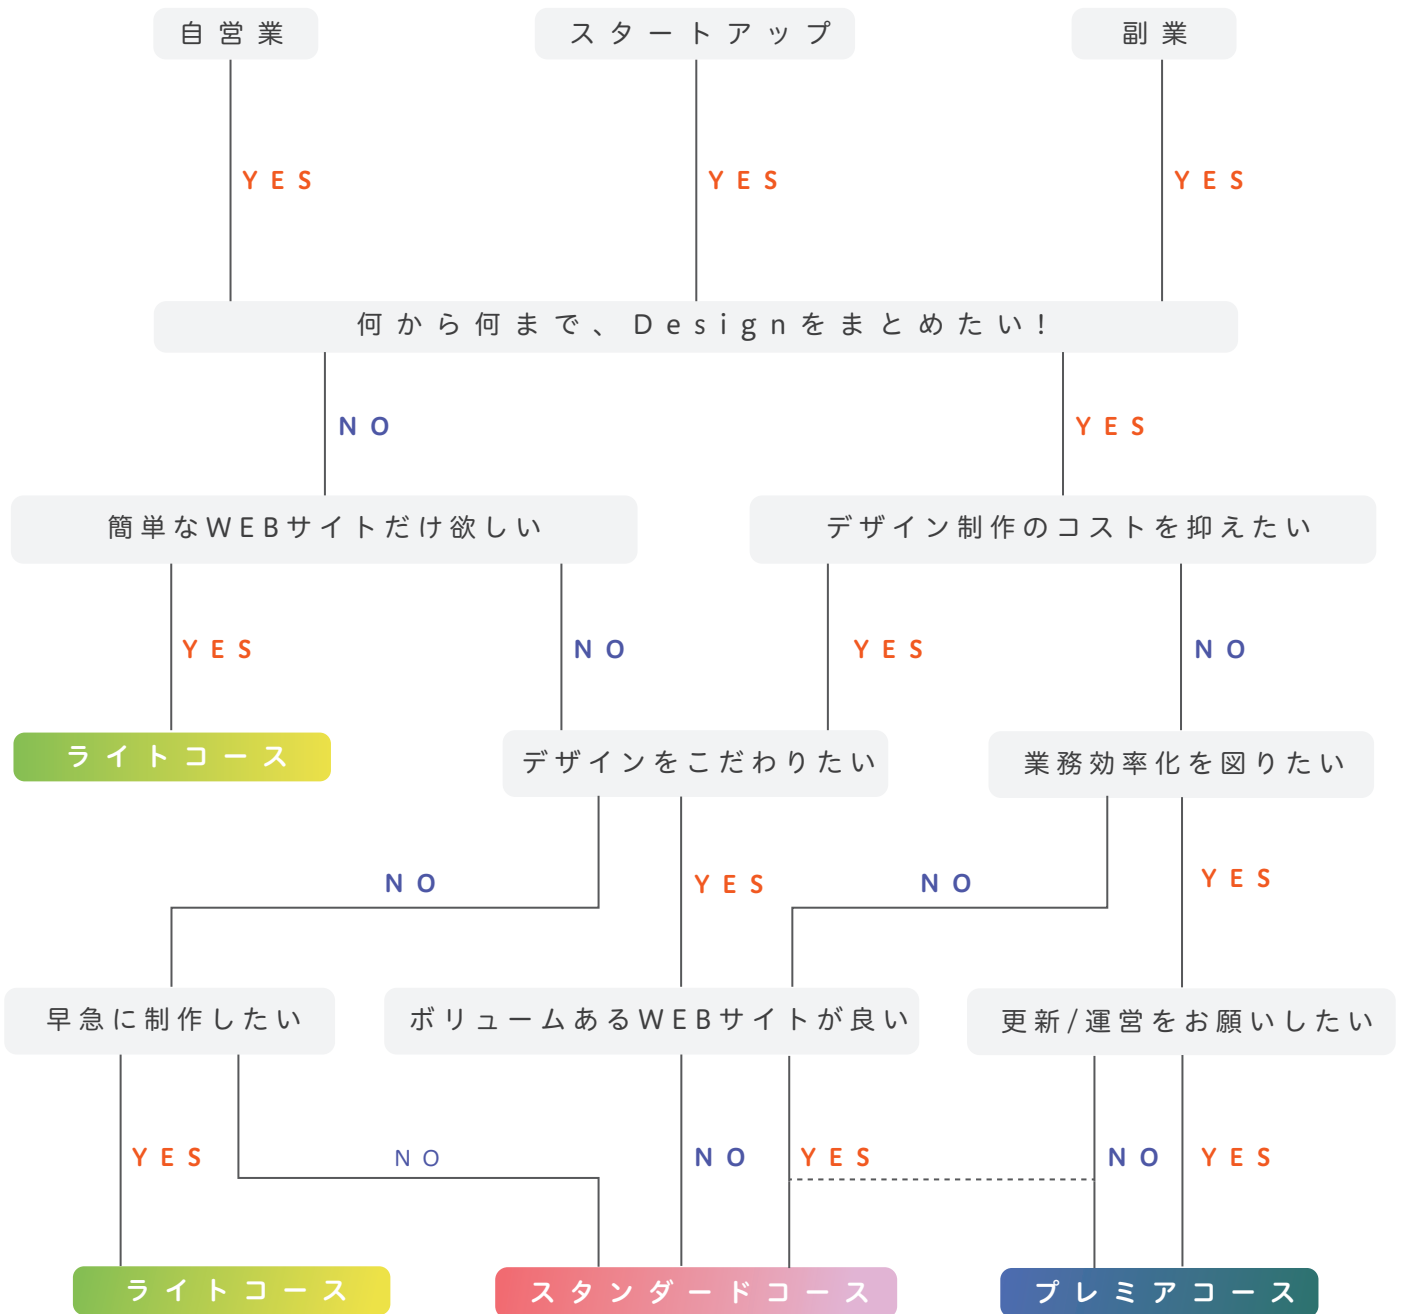 自営業
スタートアップ
副業
YES
YES
YES
何から何まで、Designをまとめたい!
NO
YES
簡単なWEBサイトだけ欲しい
デザイン制作のコストを抑えたい
YES
NO
YES
NO
ライトコース
デザインをこだわりたい
業務効率化を図りたい
NO
YES
NO
YES
早急に制作したい
ボリュームあるWEBサイトが良い
更新/運営をお願いしたい
YES
NO
NO
YES
NO
YES
ライトコース
スタンダードコース
プレミアコース